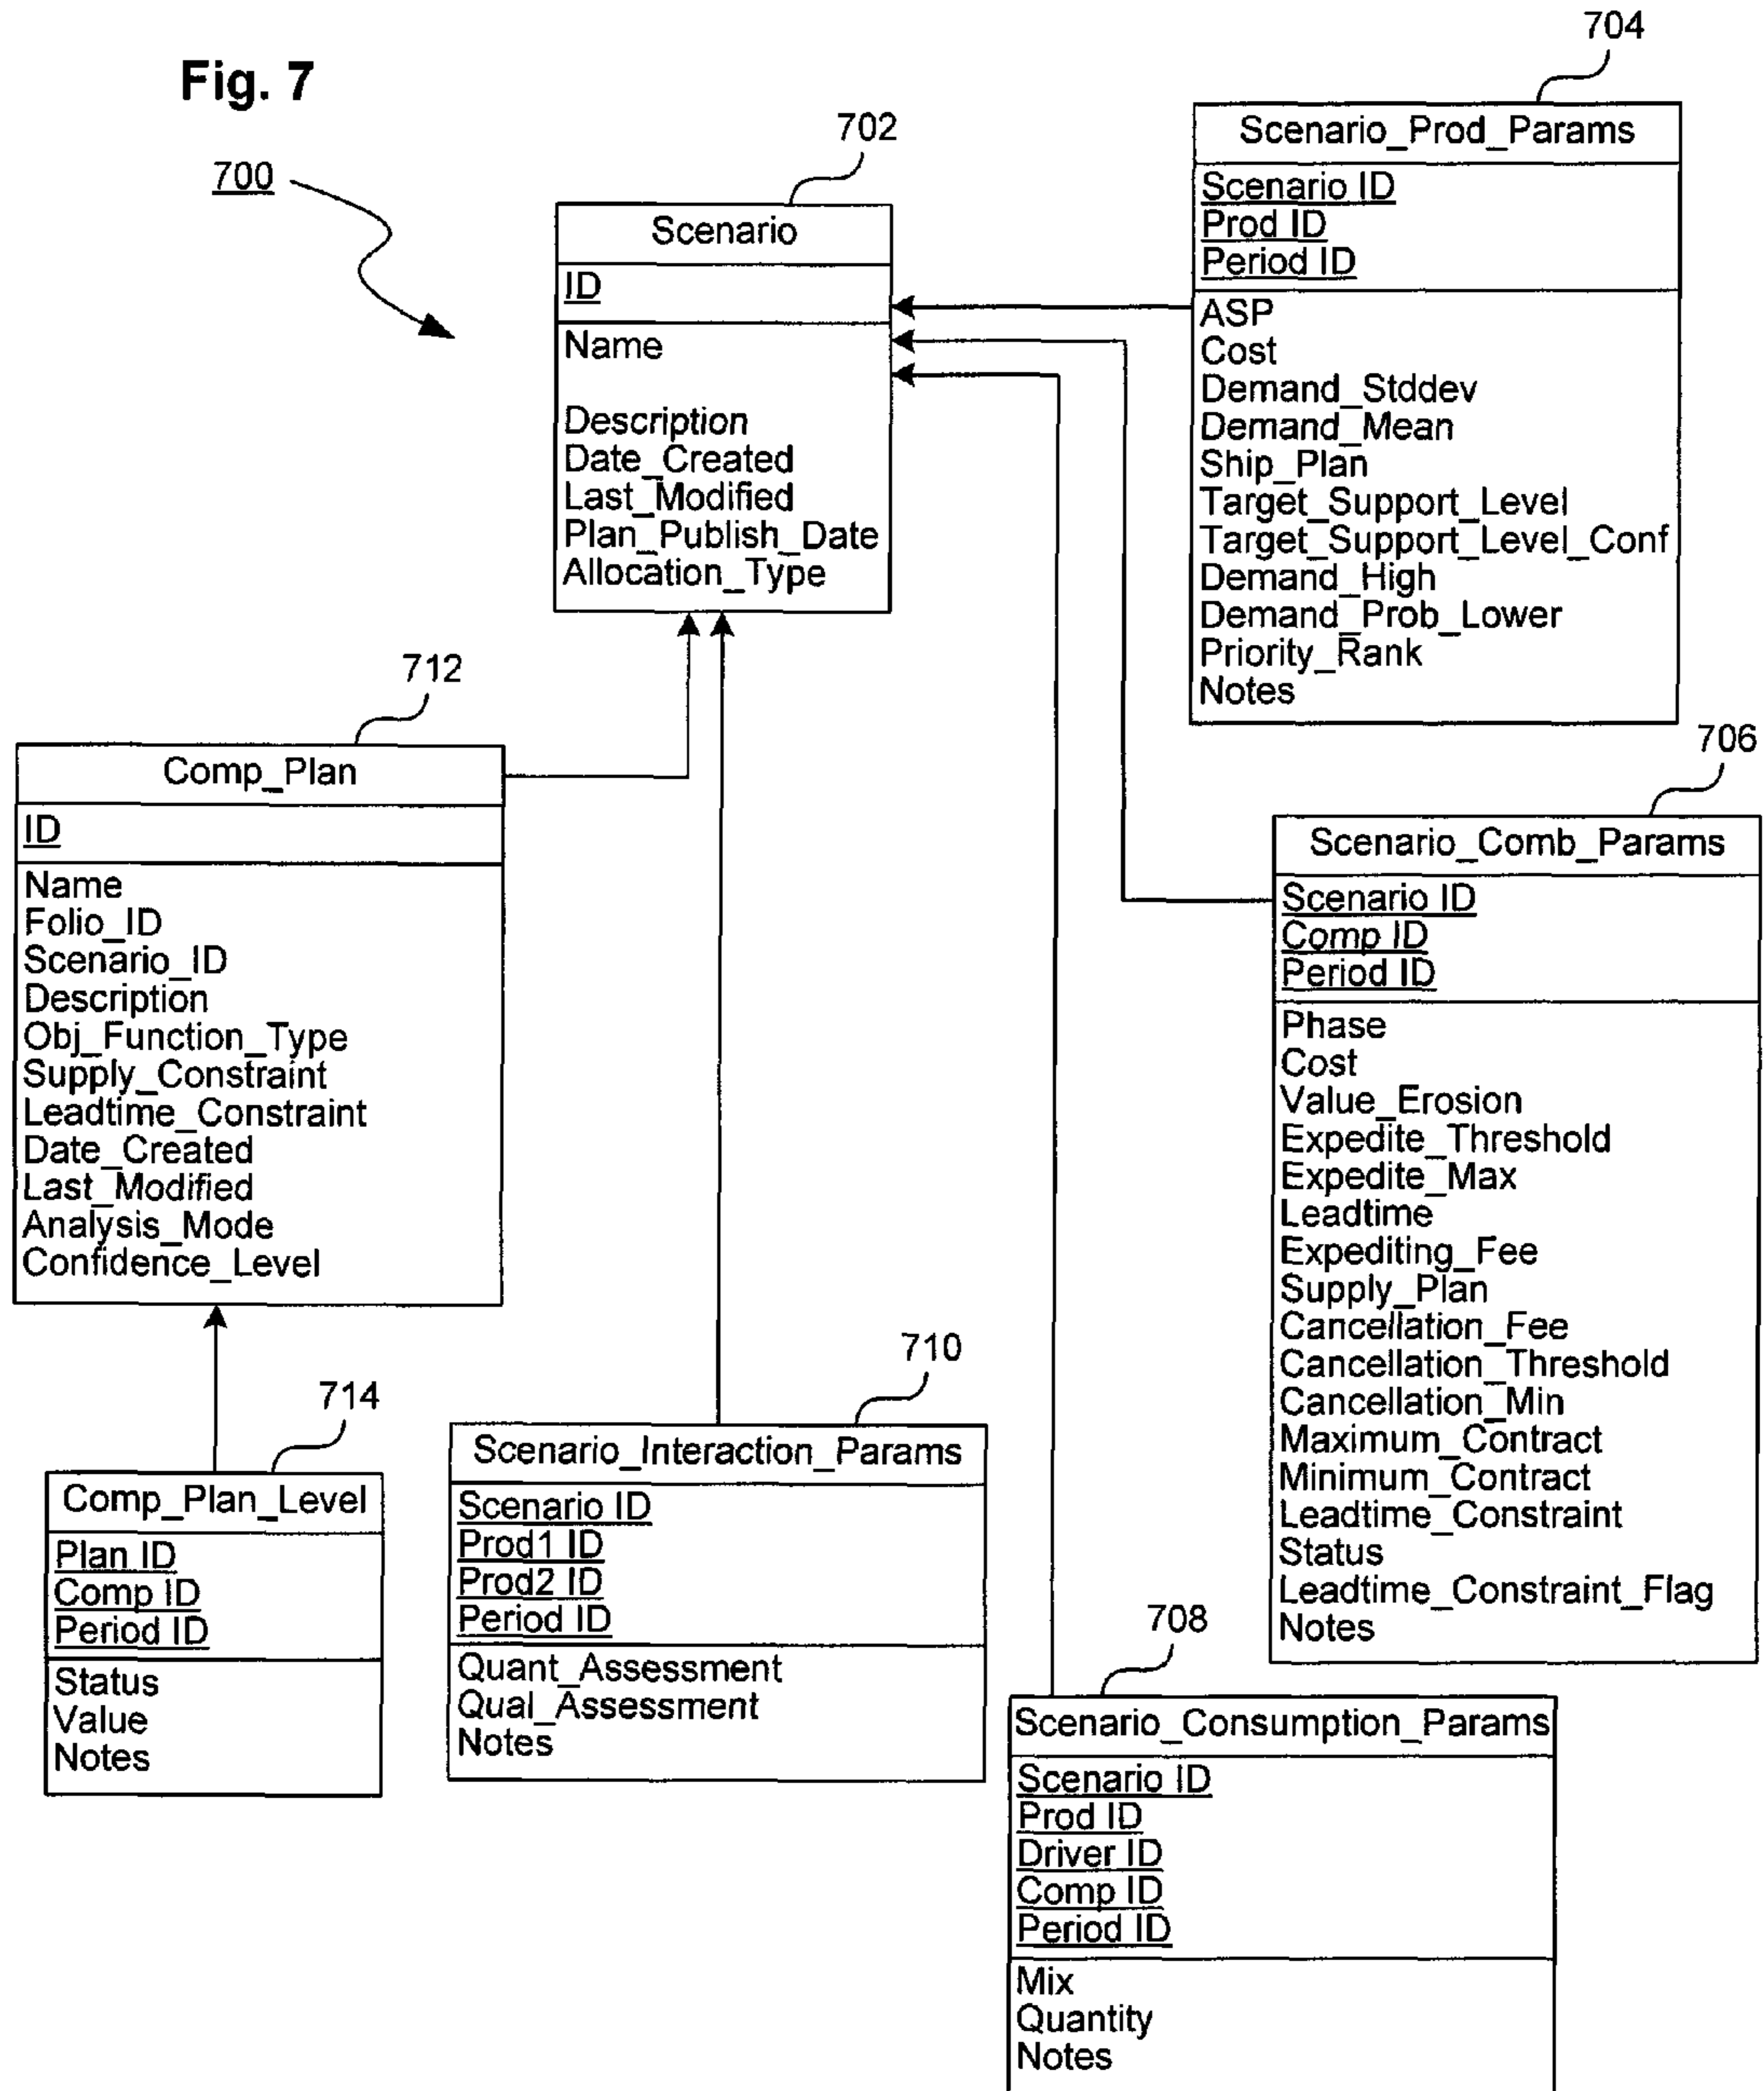 Fig. 7
700
702
Scenario
ID
Name
Description
Date_Created
Last_Modified
Plan_Publish_Date
Allocation_Type
704
Scenario_Prod_Params
Scenario ID
Prod ID
Period ID
ASP
Cost
Demand_Stddev
Demand_Mean
Ship_Plan
Target_Support_Level
Target_Support_Level_Conf
Demand_High
Demand_Prob_Lower
Priority_Rank
Notes
712
Comp_Plan
ID
Name
Folio_ID
Scenario_ID
Description
Obj_Function_Type
Supply_Constraint
Leadtime_Constraint
Date_Created
Last_Modified
Analysis_Mode
Confidence_Level
706
Scenario_Comb_Params
Scenario ID
Comp ID
Period ID
Phase
Cost
Value_Erosion
Expedite_Threshold
Expedite_Max
Leadtime
Expediting_Fee
Supply_Plan
Cancellation_Fee
Cancellation_Threshold
Cancellation_Min
Maximum_Contract
Minimum_Contract
Leadtime_Constraint
Status
Leadtime_Constraint_Flag
Notes
714
Comp_Plan_Level
Plan ID
Comp ID
Period ID
Status
Value
Notes
710
Scenario_Interaction_Params
Scenario ID
Prod1 ID
Prod2 ID
Period ID
Quant_Assessment
Qual_Assessment
Notes
708
Scenario_Consumption_Params
Scenario ID
Prod ID
Driver ID
Comp ID
Period ID
Mix
Quantity
Notes